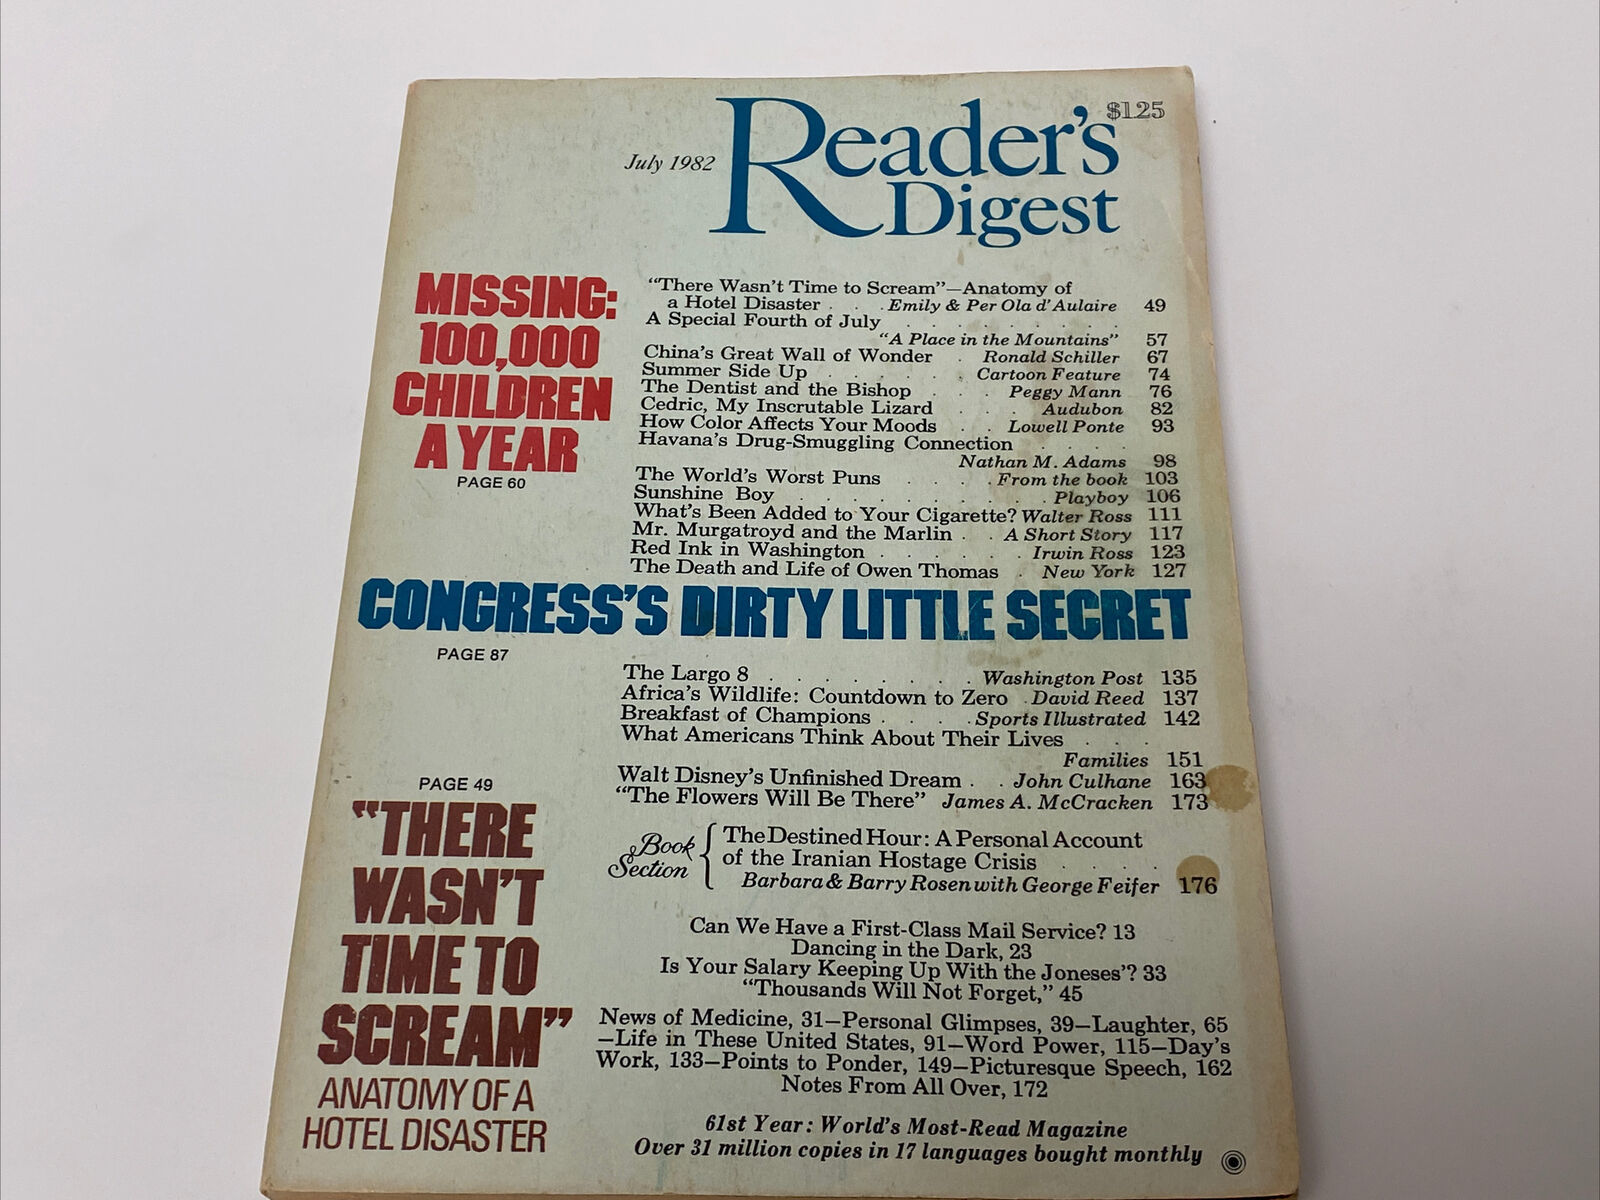 $1.25
July 1982
Reader's
Digest
MISSING:
100,000
CHILDREN
A YEAR
PAGE 60
"There Wasn't Time to Scream"—Anatomy of
a Hotel Disaster . . . Emily & Per Ola d'Aulaire 49
A Special Fourth of July . . . . . . . .
"A Place in the Mountains" 57
China's Great Wall of Wonder . Ronald Schiller 67
Summer Side Up . . . . . . Cartoon Feature 74
The Dentist and the Bishop . . . Peggy Mann 76
Cedric, My Inscrutable Lizard . . . Audubon 82
How Color Affects Your Moods . . Lowell Ponte 93
Havana's Drug-Smuggling Connection . . . .
Nathan M. Adams 98
The World's Worst Puns . . . . From the book 103
Sunshine Boy . . . . . . . . . . Playboy 106
What's Been Added to Your Cigarette? Walter Ross 111
Mr. Murgatroyd and the Marlin . . A Short Story 117
Red Ink in Washington . . . . . . Irwin Ross 123
The Death and Life of Owen Thomas . New York 127
CONGRESS'S DIRTY LITTLE SECRET
PAGE 87
The Largo 8 . . . . . . . . Washington Post 135
Africa's Wildlife: Countdown to Zero . David Reed 137
Breakfast of Champions . . . . Sports Illustrated 142
What Americans Think About Their Lives . . .
Families 151
Walt Disney's Unfinished Dream . . John Culhane 163
"The Flowers Will Be There" James A. McCracken 173
PAGE 49
"THERE
WASN'T
TIME TO
SCREAM"
ANATOMY OF A
HOTEL DISASTER
Book
Section
The Destined Hour: A Personal Account
of the Iranian Hostage Crisis . . . .
Barbara & Barry Rosen with George Feifer 176
Can We Have a First-Class Mail Service? 13
Dancing in the Dark, 23
Is Your Salary Keeping Up With the Joneses'? 33
"Thousands Will Not Forget," 45
News of Medicine, 31—Personal Glimpses, 39—Laughter, 65
—Life in These United States, 91—Word Power, 115—Day's
Work, 133—Points to Ponder, 149—Picturesque Speech, 162
Notes From All Over, 172
61st Year: World's Most-Read Magazine
Over 31 million copies in 17 languages bought monthly